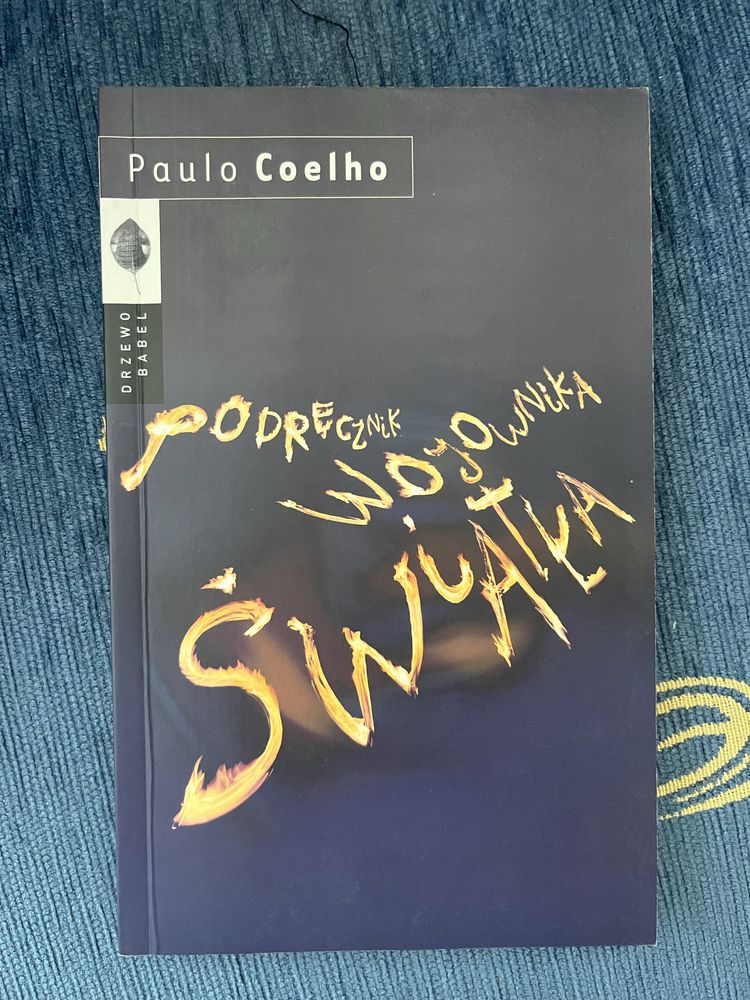 Paulo Coelho
DRZEWO
BABEL
PODRĘCZNIK
WOJOWNIKA
ŚWIATŁA